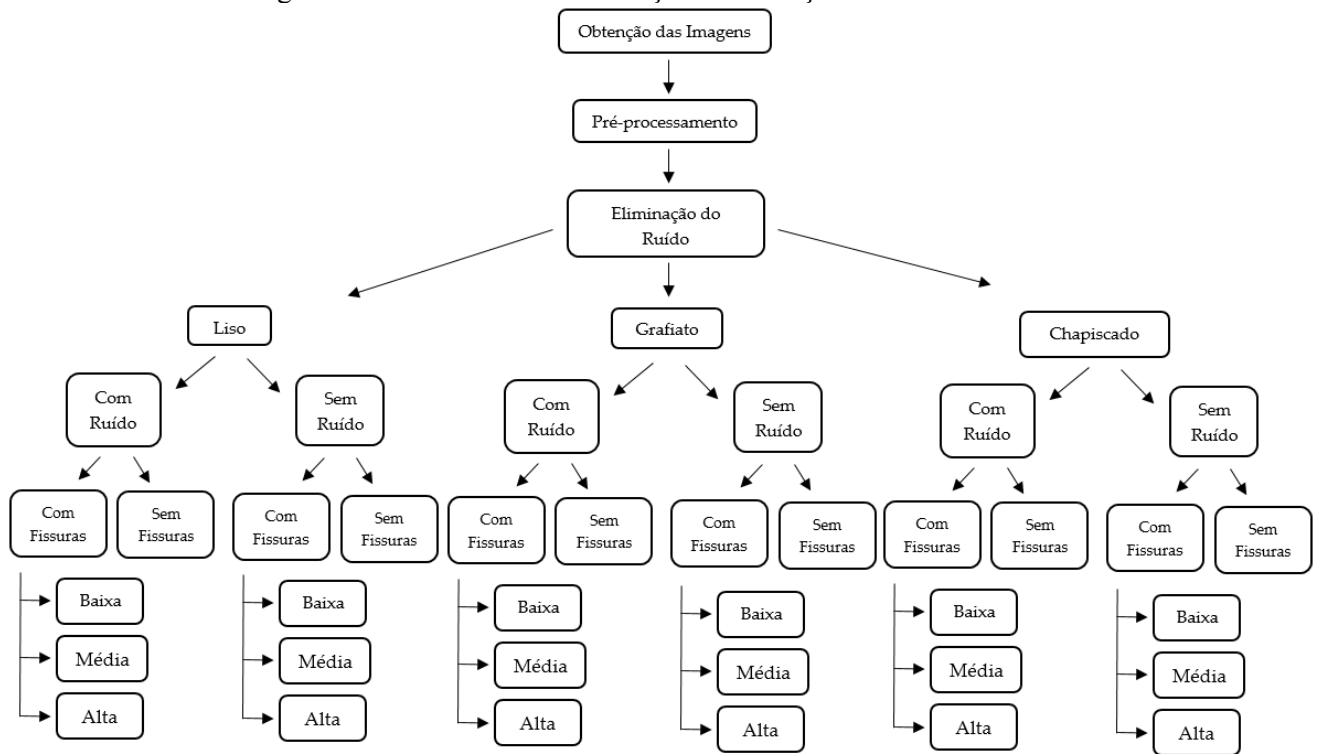 Obtenção das Imagens
Pré-processamento
Eliminação do
Ruído
Liso
Grafiato
Chapiscado
Com
Ruído
Sem
Ruído
Com
Ruído
Sem
Ruído
Com
Ruído
Sem
Ruído
Com
Fissuras
Sem
Fissuras
Com
Fissuras
Sem
Fissuras
Com
Fissuras
Sem
Fissuras
Com
Fissuras
Sem
Fissuras
Com
Fissuras
Sem
Fissuras
Com
Fissuras
Sem
Fissuras
Baixa
Baixa
Baixa
Baixa
Baixa
Baixa
Média
Média
Média
Média
Média
Média
Alta
Alta
Alta
Alta
Alta
Alta